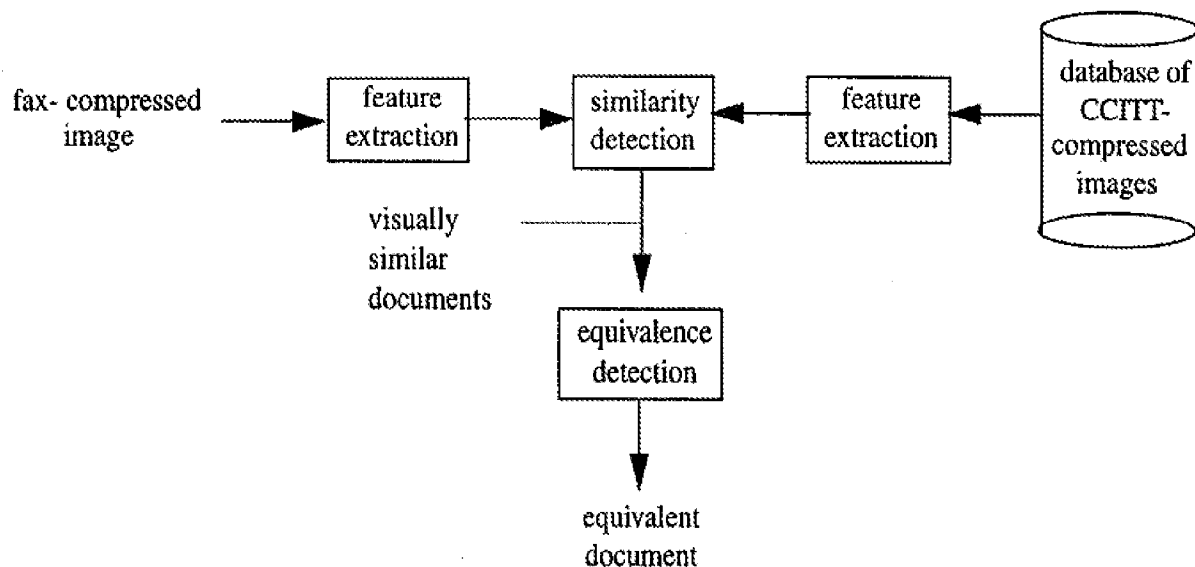 fax- compressed
image
feature
extraction
similarity
detection
feature
extraction
database of
CCITT-
compressed
images
visually
similar
documents
equivalence
detection
equivalent
document